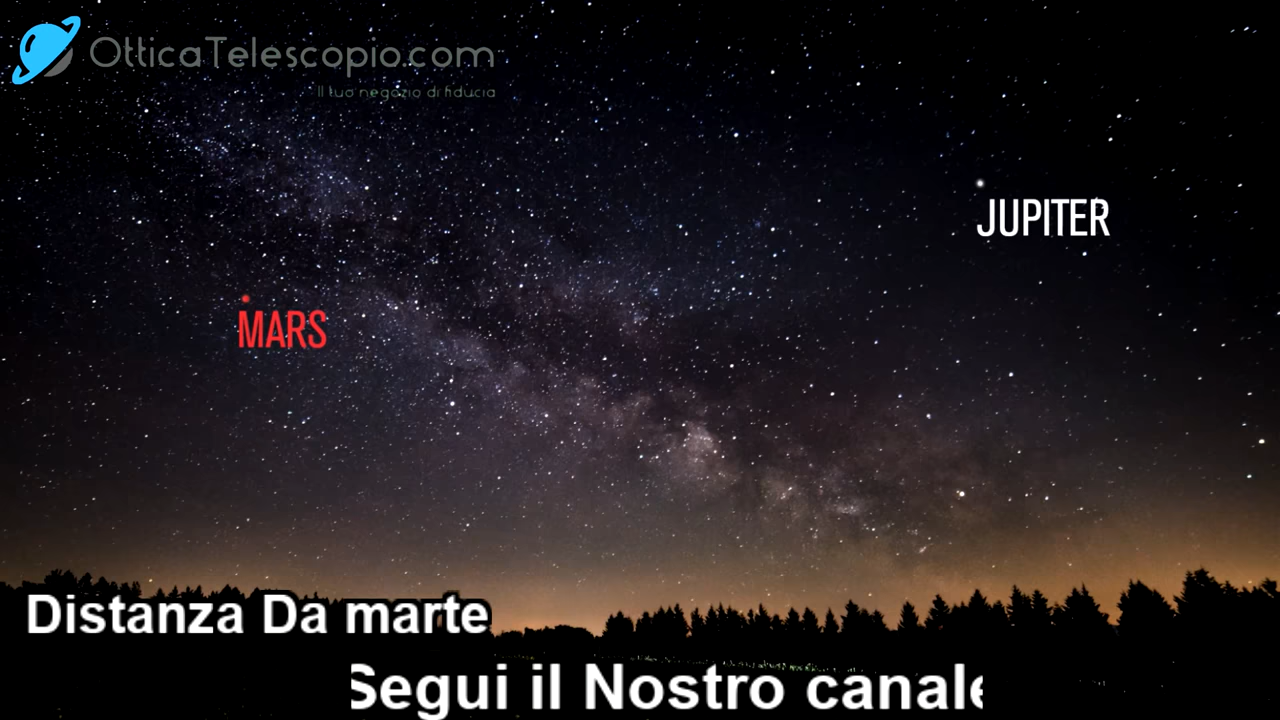 OtticaTelescopio.com
Il tuo negozio di fiducia
JUPITER
MARS
Distanza Da marte
Segui il Nostro canale